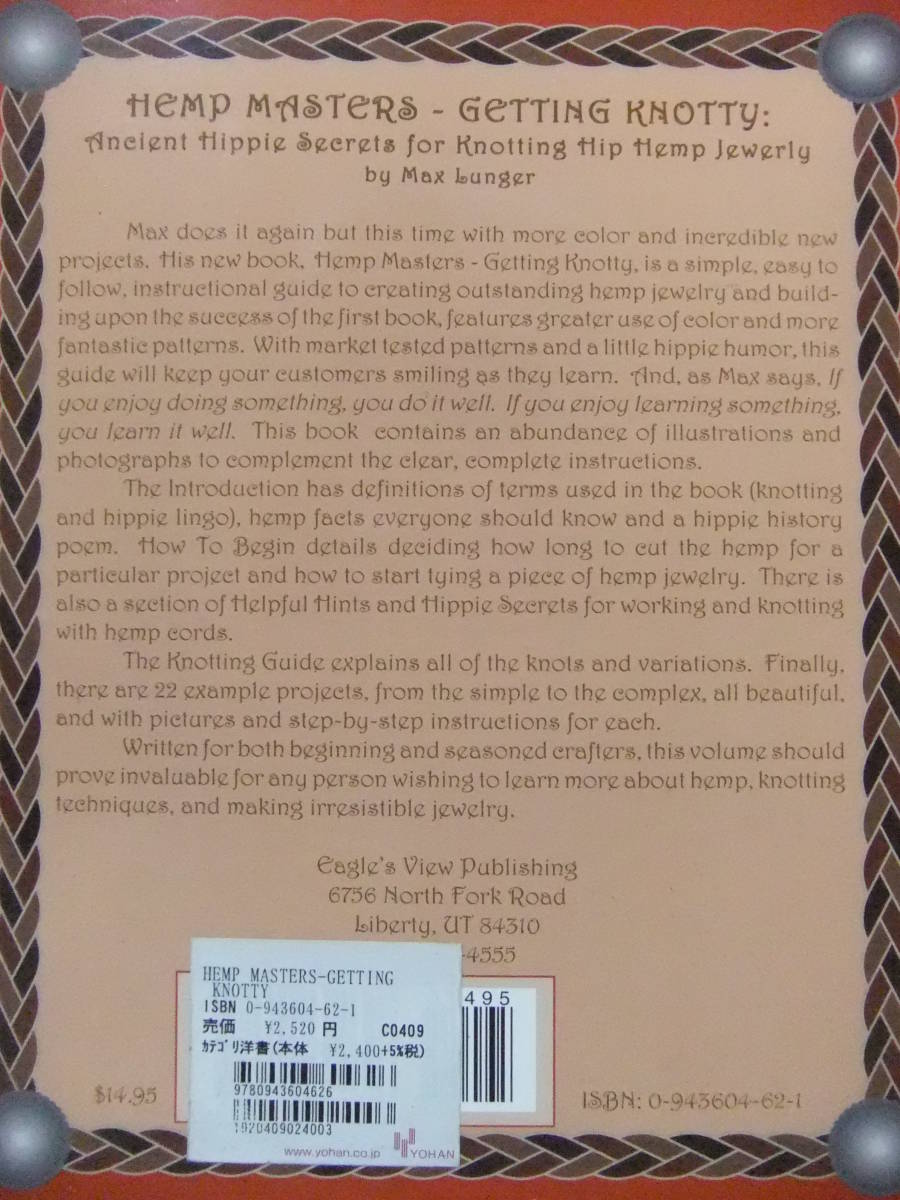 HEMP MASTERS - GETTING KNOTTY:
Ancient Hippie Secrets for Knotting Hip Hemp Jewerly
by Max Lunger
Max does it again but this time with more color and incredible new
projects. His new book, Hemp Masters - Getting Knotty, is a simple, easy to
follow, instructional guide to creating outstanding hemp jewelry and build-
ing upon the success of the first book, features greater use of color and more
fantastic patterns. With market tested patterns and a little hippie humor, this
guide will keep your customers smiling as they learn. And, as Max says, If
you enjoy doing something, you do it well. If you enjoy learning something,
you learn it well. This book contains an abundance of illustrations and
photographs to complement the clear, complete instructions.
The Introduction has definitions of terms used in the book (knotting
and hippie lingo), hemp facts everyone should know and a hippie history
poem. How To Begin details deciding how long to cut the hemp for a
particular project and how to start tying a piece of hemp jewelry. There is
also a section of Helpful Hints and Hippie Secrets for working and knotting
with hemp cords.
The Knotting Guide explains all of the knots and variations. Finally,
there are 22 example projects, from the simple to the complex, all beautiful,
and with pictures and step-by-step instructions for each.
Written for both beginning and seasoned crafters, this volume should
prove invaluable for any person wishing to learn more about hemp, knotting
techniques, and making irresistible jewelry.
Eagle's View Publishing
6756 North Fork Road
Liberty, UT 84310
-4555
HEMP MASTERS-GETTING
KNOTTY
ISBN 0-943604-62-1
売価 ¥2,520 円 C0409
ｶﾃｺﾞﾘ洋書(本体 ¥2,400+5%税)
9780943604626
1920409024003
www.yohan.co.jp YOHAN
495
$14.95
ISBN: 0-943604-62-1